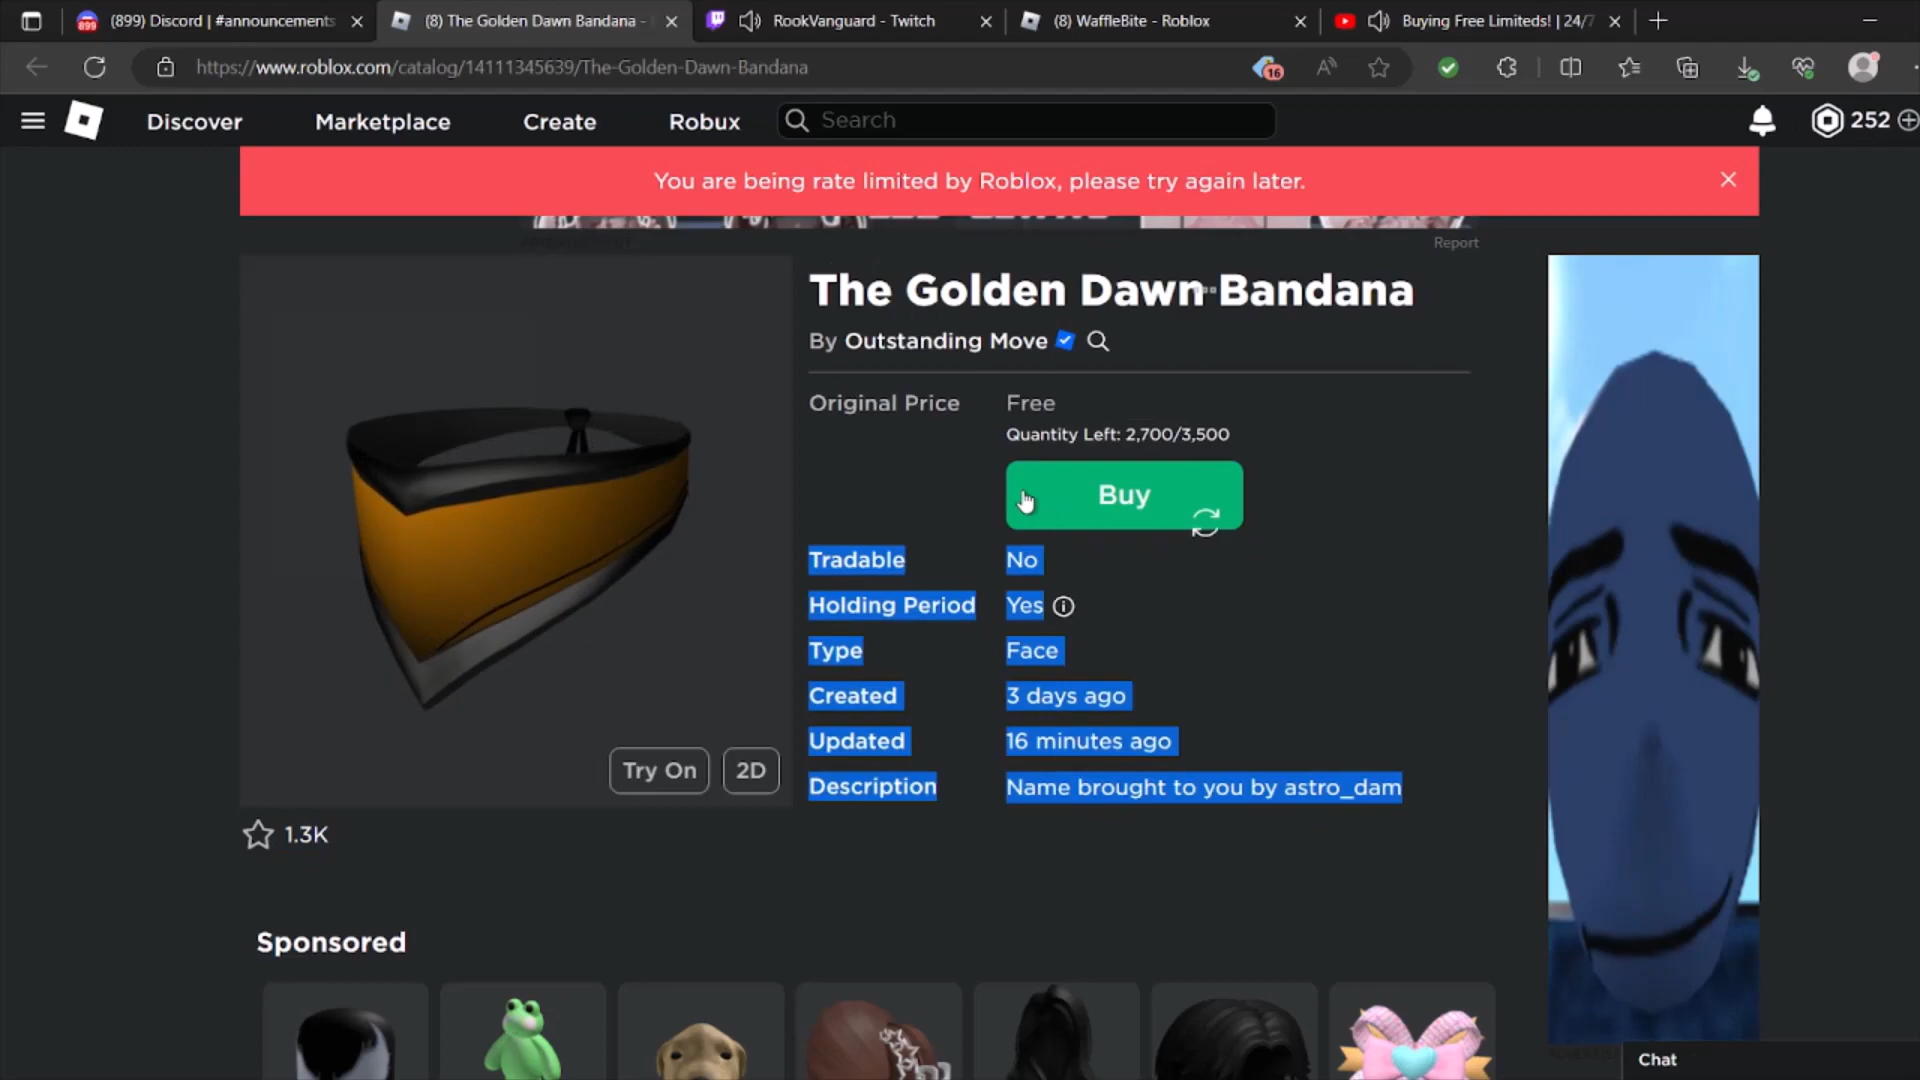 (899) Discord | #announcements
(8) The Golden Dawn Bandana -
RookVanguard - Twitch
(8) WaffleBite - Roblox
Buying Free Limiteds! | 24/7
https://www.roblox.com/catalog/14111345639/The-Golden-Dawn-Bandana
16
Discover
Marketplace
Create
Robux
Search
252
You are being rate limited by Roblox, please try again later.
Report
The Golden Dawn Bandana
By Outstanding Move
Original Price
Free
Quantity Left: 2,700/3,500
Buy
Tradable
No
Holding Period
Yes
Type
Face
Created
3 days ago
Updated
16 minutes ago
Description
Name brought to you by astro_dam
Try On
2D
1.3K
Sponsored
Chat